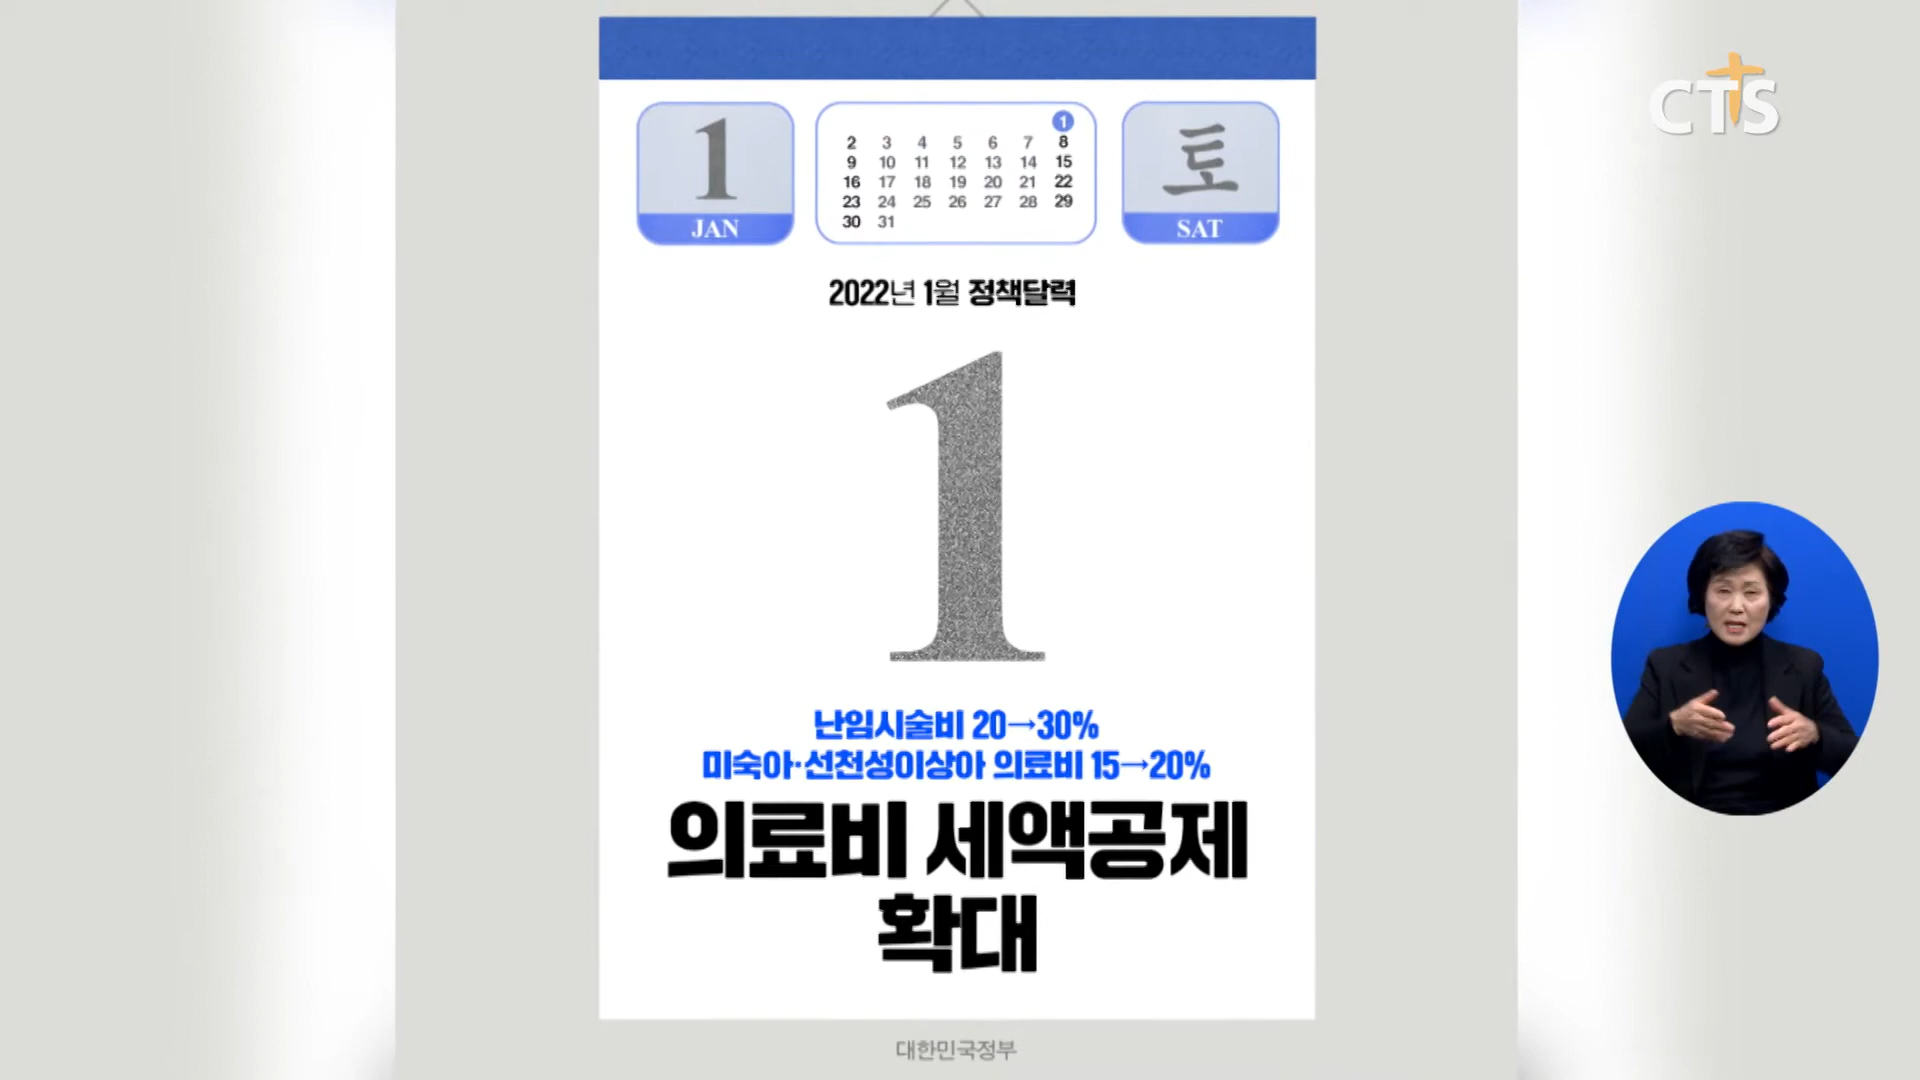 CTS
1
JAN
1
2 3 4 5 6 7 8
9 10 11 12 13 14 15
16 17 18 19 20 21 22
23 24 25 26 27 28 29
30 31
토
SAT
2022년 1월 정책달력
1
난임시술비 20→30%
미숙아·선천성이상아 의료비 15→20%
의료비 세액공제
확대
대한민국정부